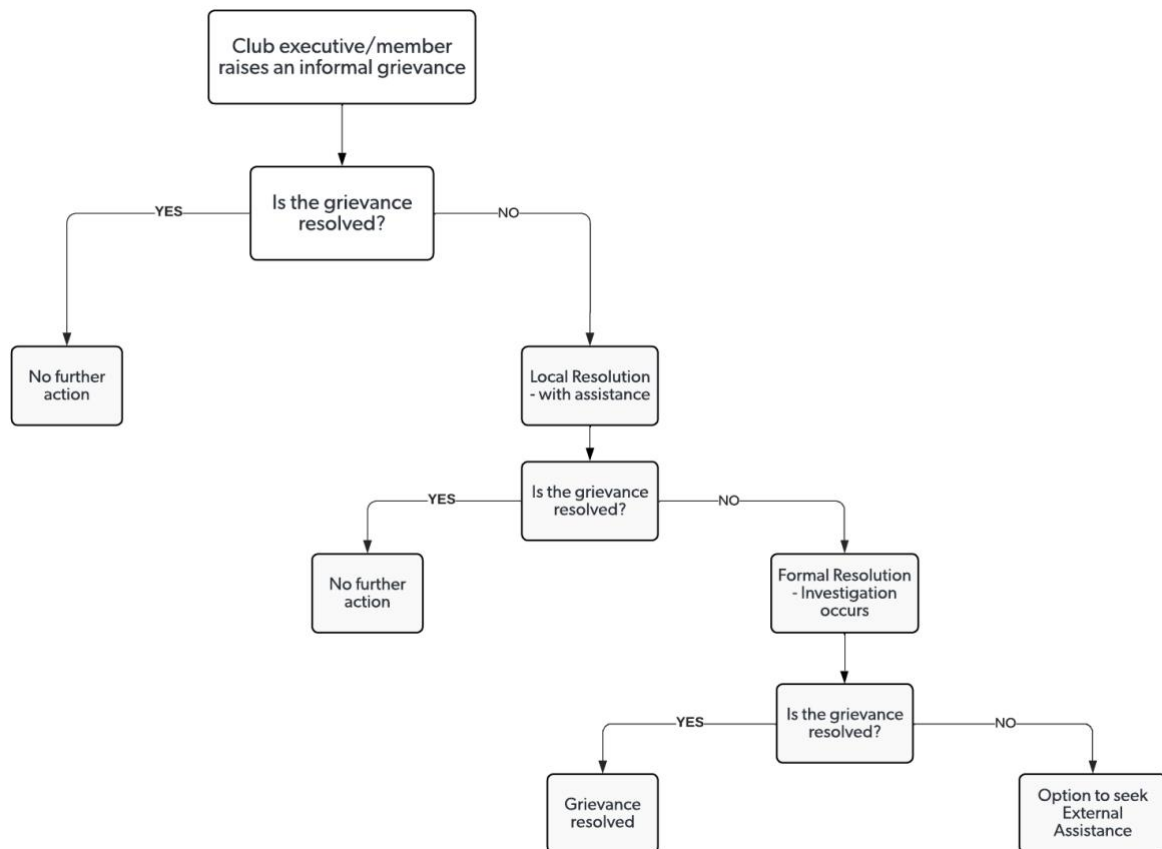 Club executive/member
raises an informal grievance
Is the grievance
resolved?
YES
NO
No further
action
Local Resolution
- with assistance
Is the grievance
resolved?
YES
NO
No further
action
Formal Resolution
- Investigation
occurs
Is the grievance
resolved?
YES
NO
Grievance
resolved
Option to seek
External
Assistance